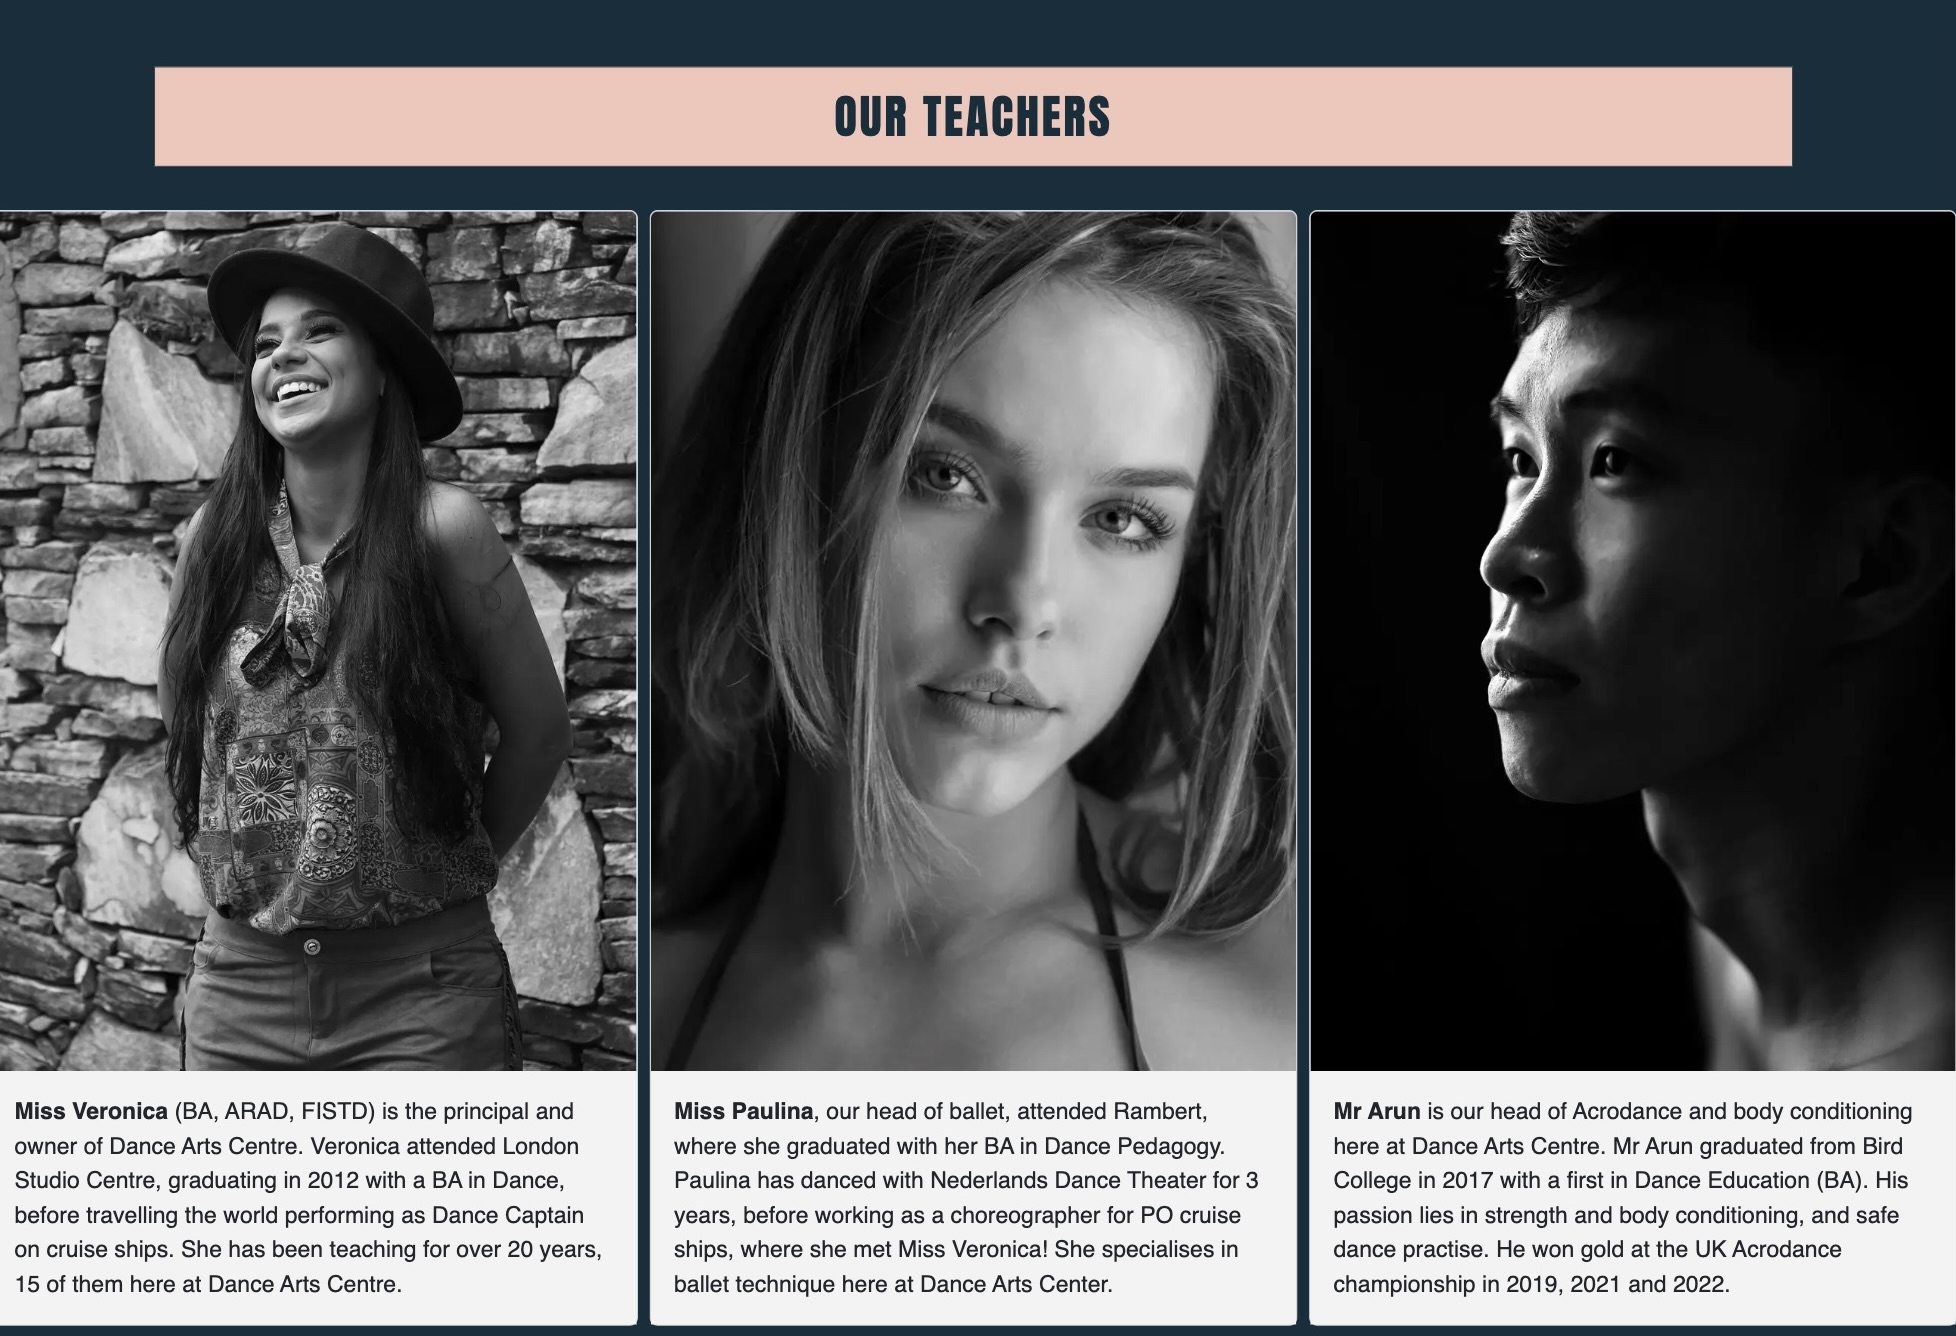 OUR TEACHERS
Miss Veronica (BA, ARAD, FISTD) is the principal and
owner of Dance Arts Centre. Veronica attended London
Studio Centre, graduating in 2012 with a BA in Dance,
before travelling the world performing as Dance Captain
on cruise ships. She has been teaching for over 20 years,
15 of them here at Dance Arts Centre.
Miss Paulina, our head of ballet, attended Rambert,
where she graduated with her BA in Dance Pedagogy.
Paulina has danced with Nederlands Dance Theater for 3
years, before working as a choreographer for PO cruise
ships, where she met Miss Veronica! She specialises in
ballet technique here at Dance Arts Center.
Mr Arun is our head of Acrodance and body conditioning
here at Dance Arts Centre. Mr Arun graduated from Bird
College in 2017 with a first in Dance Education (BA). His
passion lies in strength and body conditioning, and safe
dance practise. He won gold at the UK Acrodance
championship in 2019, 2021 and 2022.